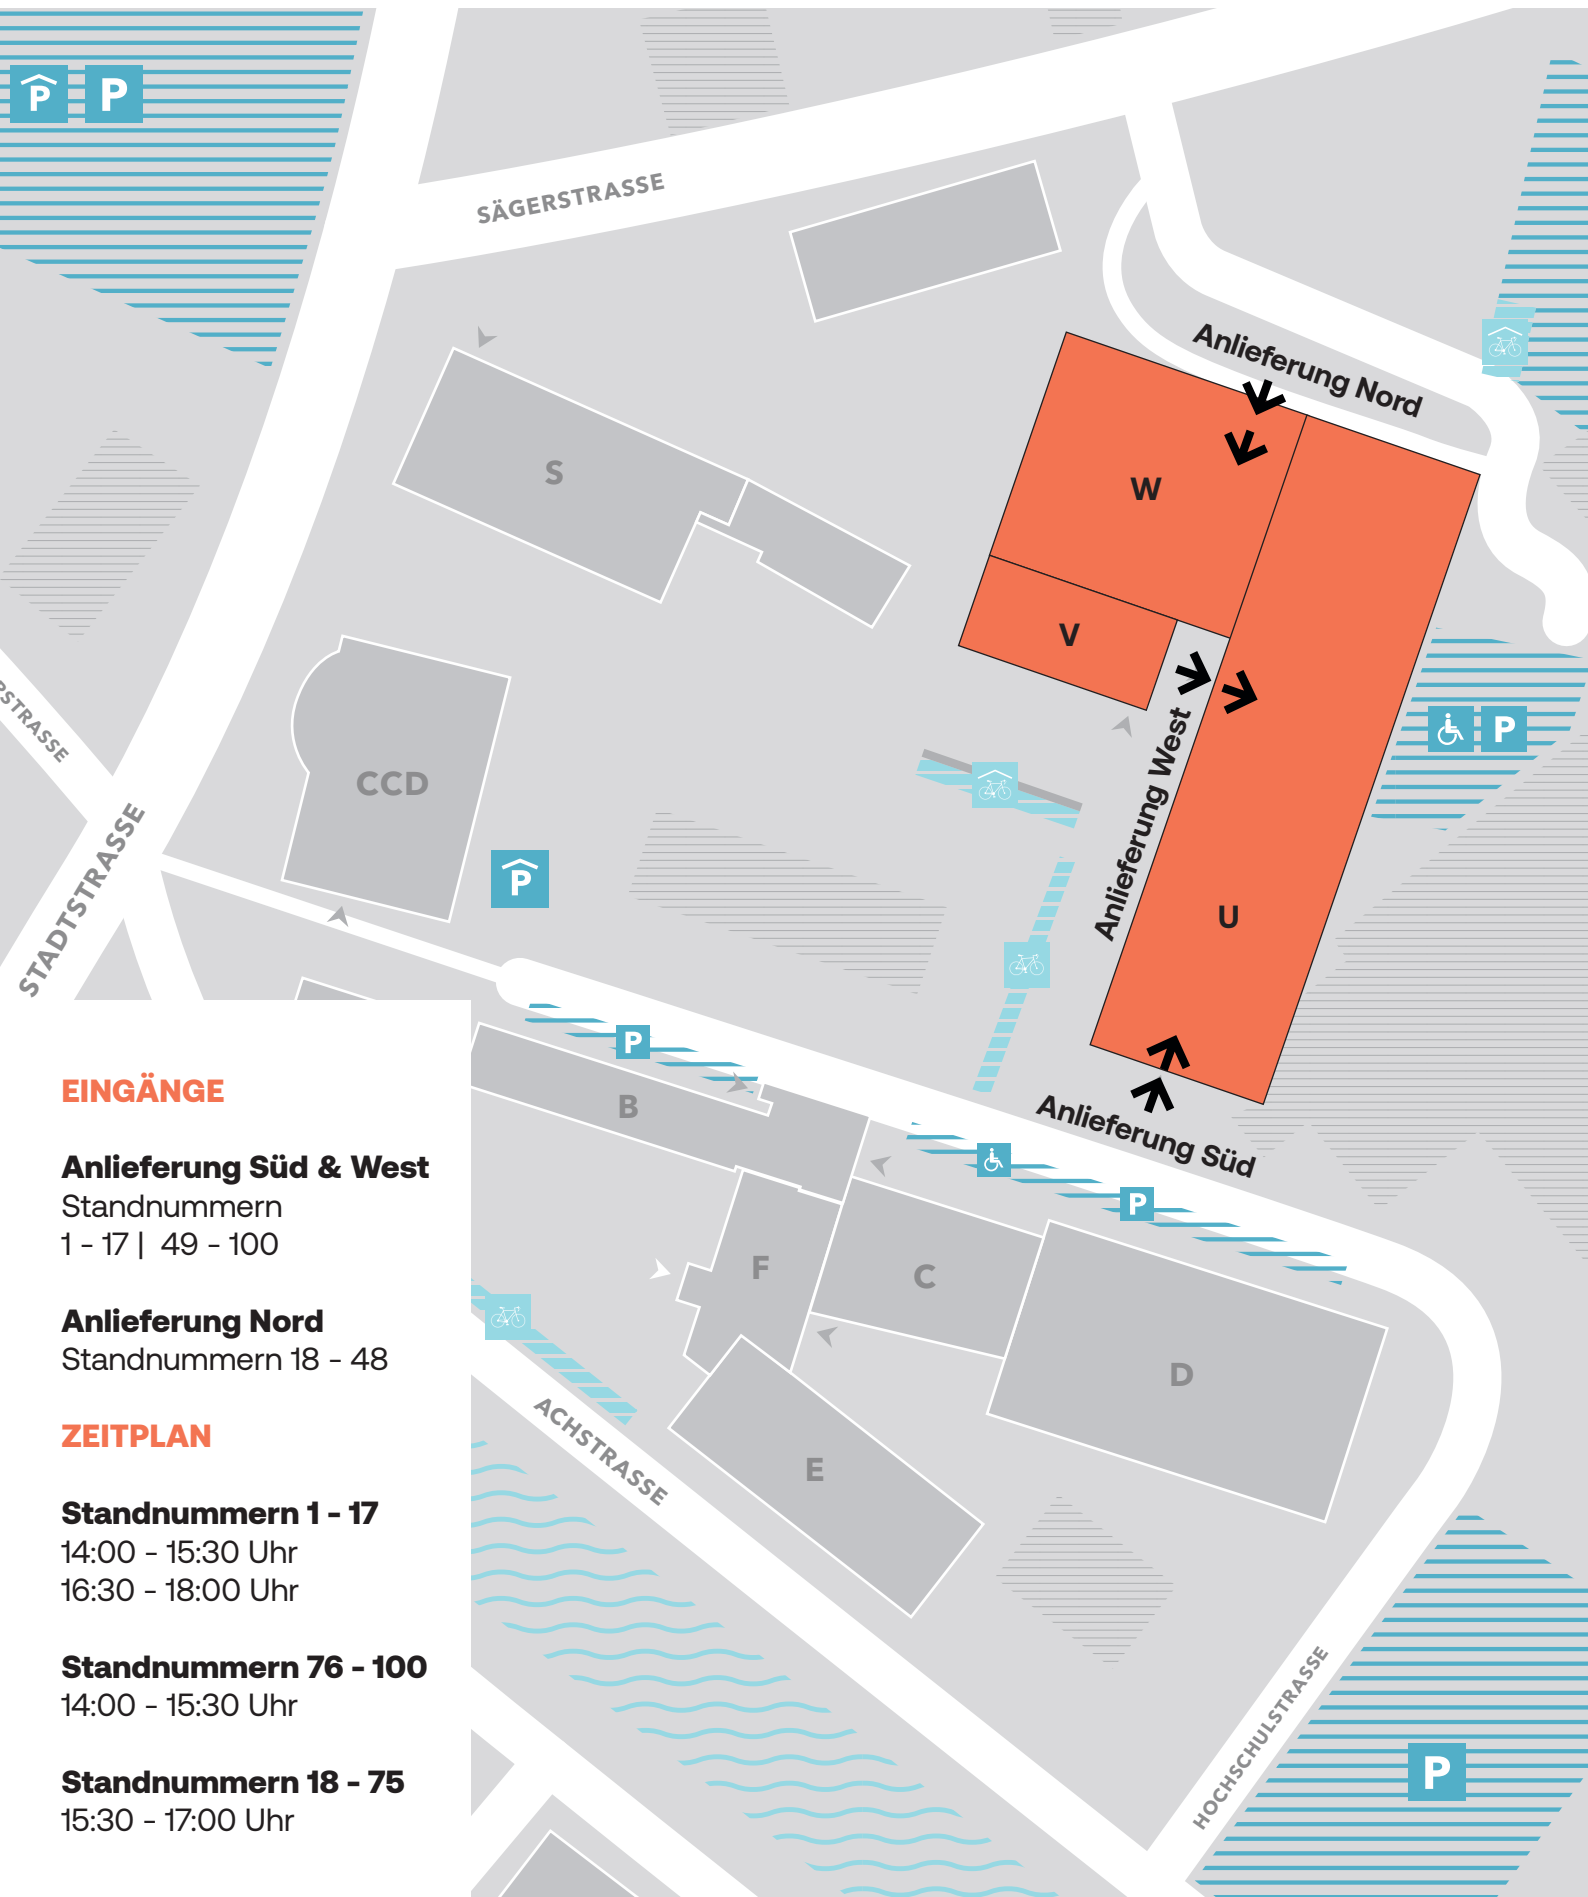 P
P
SÄGERSTRASSE
Anlieferung Nord
S
W
V
RSTRASSE
P
CCD
Anlieferung West
P
STADTSTRASSE
U
P
B
Anlieferung Süd
P
F
C
D
ACHSTRASSE
E
HOCHSCHULSTRASSE
P
EINGÄNGE
Anlieferung Süd & West
Standnummern
1 - 17 | 49 - 100
Anlieferung Nord
Standnummern 18 - 48
ZEITPLAN
Standnummern 1 - 17
14:00 - 15:30 Uhr
16:30 - 18:00 Uhr
Standnummern 76 - 100
14:00 - 15:30 Uhr
Standnummern 18 - 75
15:30 - 17:00 Uhr